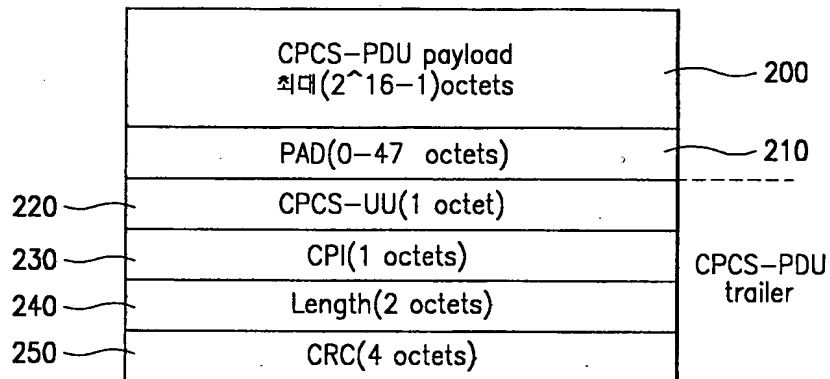 CPCS-PDU payload
최대(2^16-1)octets
200
PAD(0-47 octets)
210
220
CPCS-UU(1 octet)
230
CPI(1 octets)
CPCS-PDU
trailer
240
Length(2 octets)
250
CRC(4 octets)